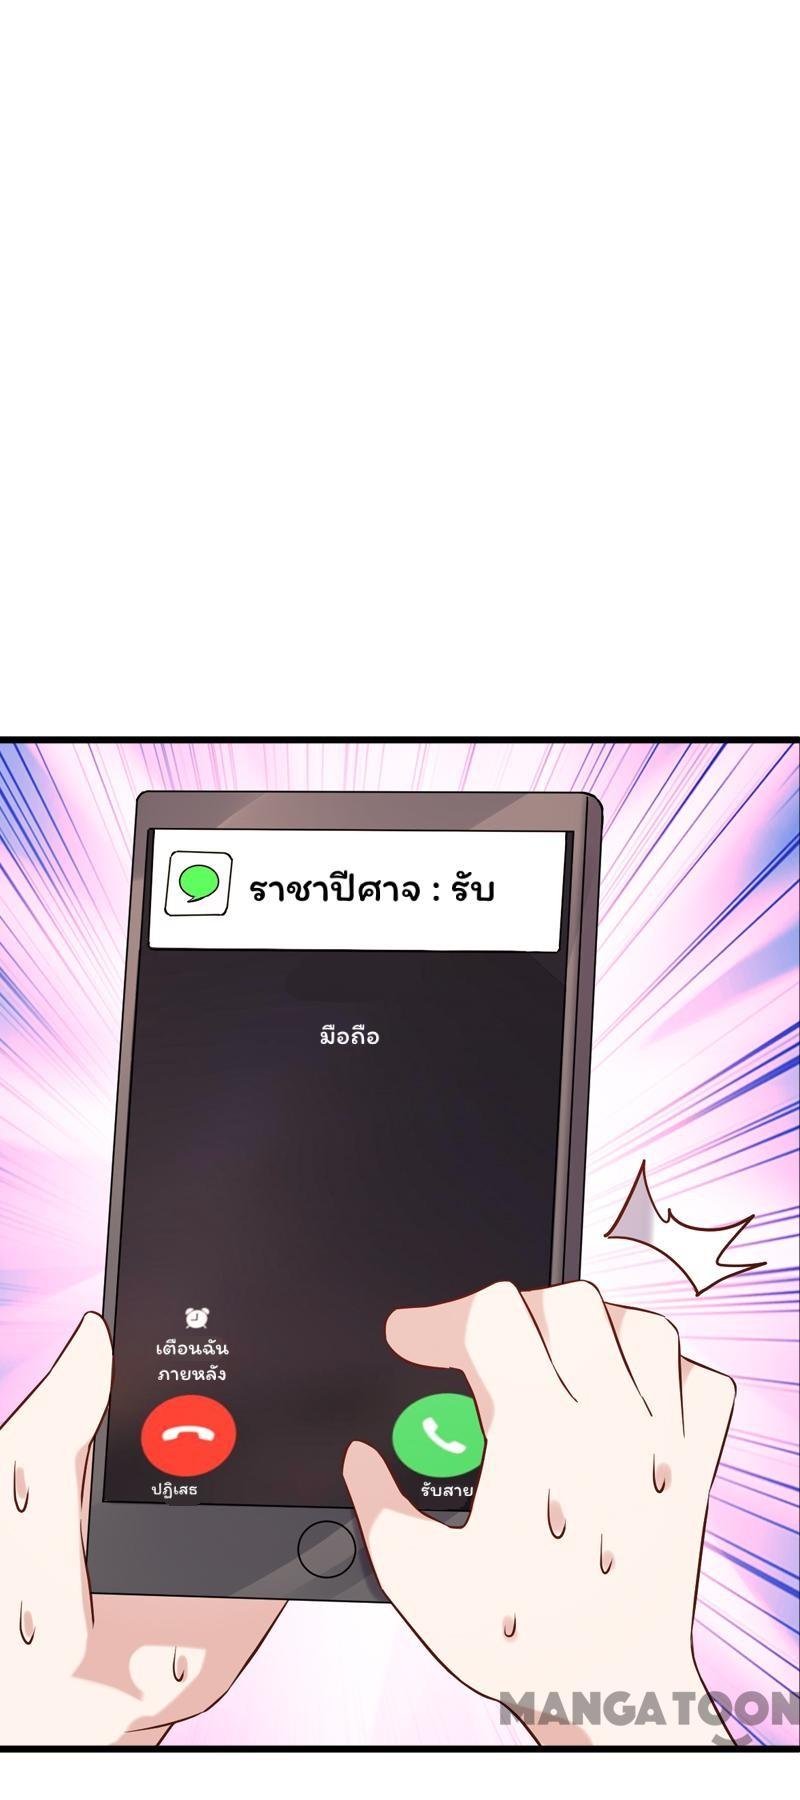 ราชาปีศาจ : รับ
มือถือ
เตือนฉัน
ภายหลัง
ปฏิเสธ
รับสาย
MANGATOON